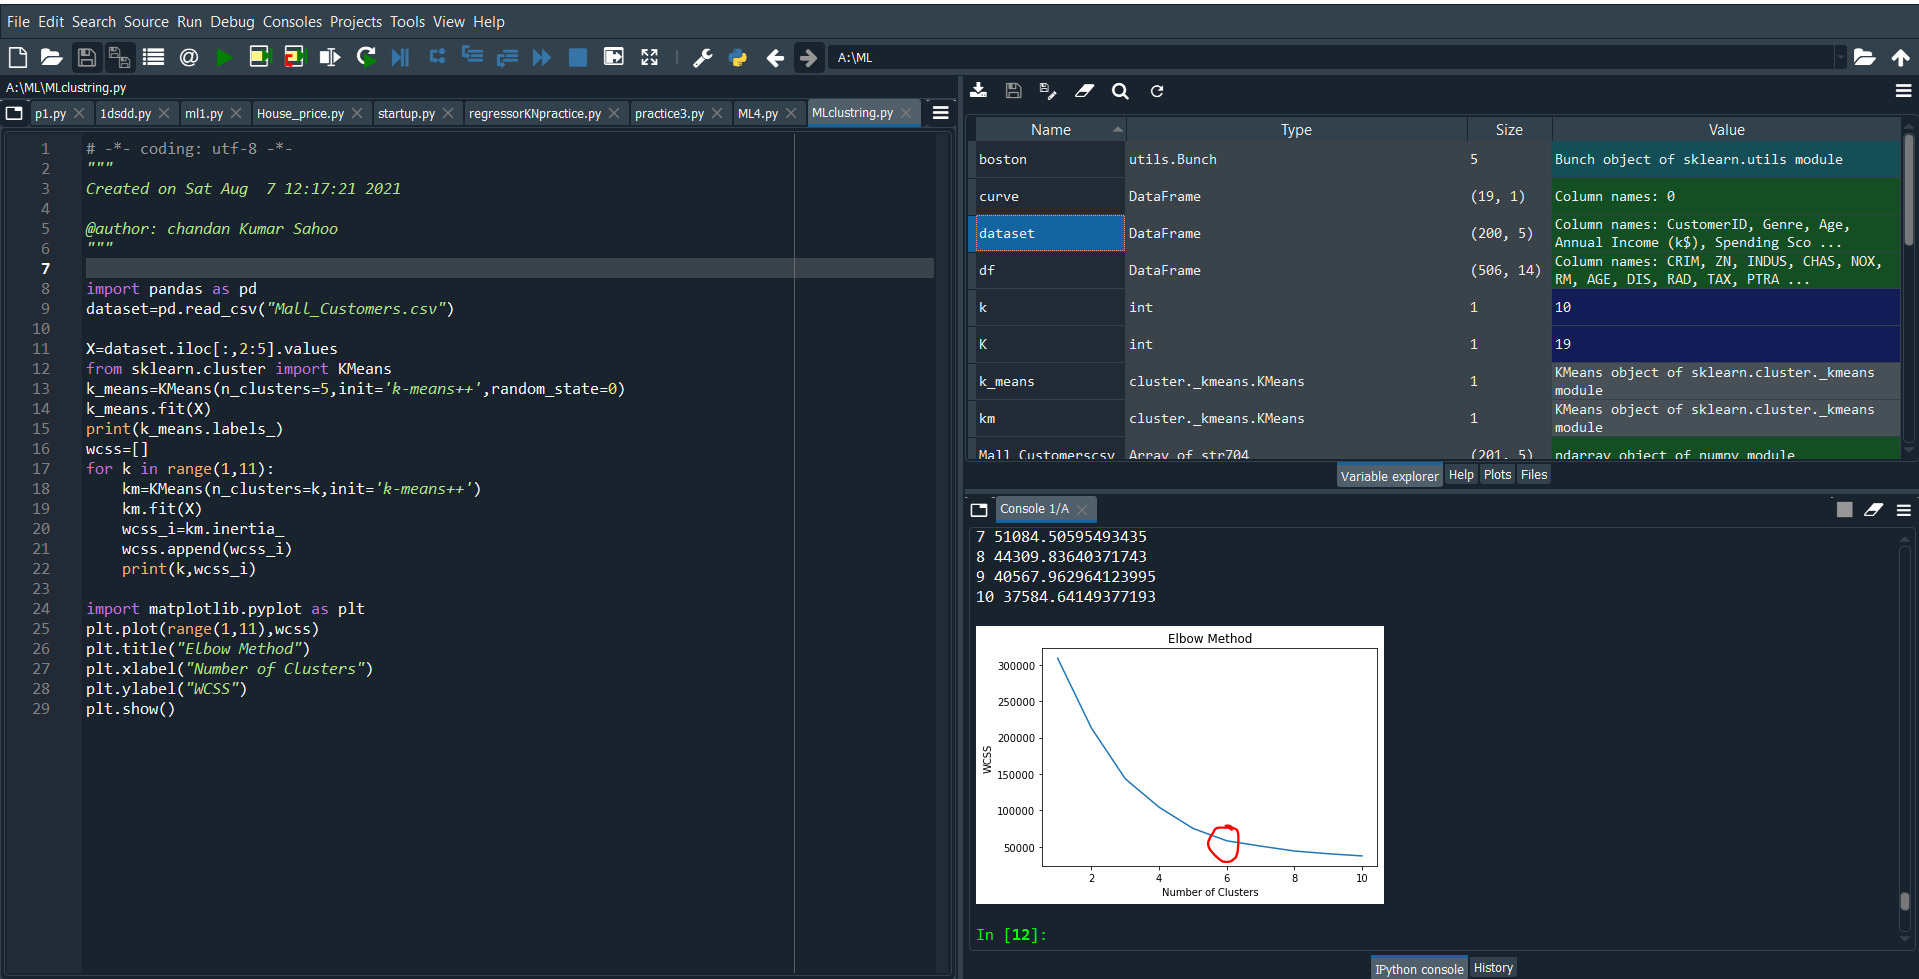 File Edit Search Source Run Debug Consoles Projects Tools View Help
A:\ML
A:\ML\MLclustring.py
p1.py 1dsdd.py ml1.py House_price.py startup.py regressorKNpractice.py practice3.py ML4.py MLclustring.py
1 # -*- coding: utf-8 -*-
2 """
3 Created on Sat Aug  7 12:17:21 2021
4
5 @author: chandan Kumar Sahoo
6 """
7
8 import pandas as pd
9 dataset=pd.read_csv("Mall_Customers.csv")
10
11 X=dataset.iloc[:,2:5].values
12 from sklearn.cluster import KMeans
13 k_means=KMeans(n_clusters=5,init='k-means++',random_state=0)
14 k_means.fit(X)
15 print(k_means.labels_)
16 wcss=[]
17 for k in range(1,11):
18     km=KMeans(n_clusters=k,init='k-means++')
19     km.fit(X)
20     wcss_i=km.inertia_
21     wcss.append(wcss_i)
22     print(k,wcss_i)
23
24 import matplotlib.pyplot as plt
25 plt.plot(range(1,11),wcss)
26 plt.title("Elbow Method")
27 plt.xlabel("Number of Clusters")
28 plt.ylabel("WCSS")
29 plt.show()
Name Type Size Value
boston utils.Bunch 5 Bunch object of sklearn.utils module
curve DataFrame (19, 1) Column names: 0
dataset DataFrame (200, 5) Column names: CustomerID, Genre, Age,
Annual Income (k$), Spending Sco ...
df DataFrame (506, 14) Column names: CRIM, ZN, INDUS, CHAS, NOX,
RM, AGE, DIS, RAD, TAX, PTRA ...
k int 1 10
K int 1 19
k_means cluster._kmeans.KMeans 1 KMeans object of sklearn.cluster._kmeans
module
km cluster._kmeans.KMeans 1 KMeans object of sklearn.cluster._kmeans
module
Mall_Customerscsv Array of str704 (201, 5) ndarray object of numpy module
Variable explorer Help Plots Files
Console 1/A
7 51084.50595493435
8 44309.83640371743
9 40567.962964123995
10 37584.64149377193
Elbow Method
300000
250000
200000
150000
100000
50000
WCSS
2 4 6 8 10
Number of Clusters
In [12]:
IPython console History